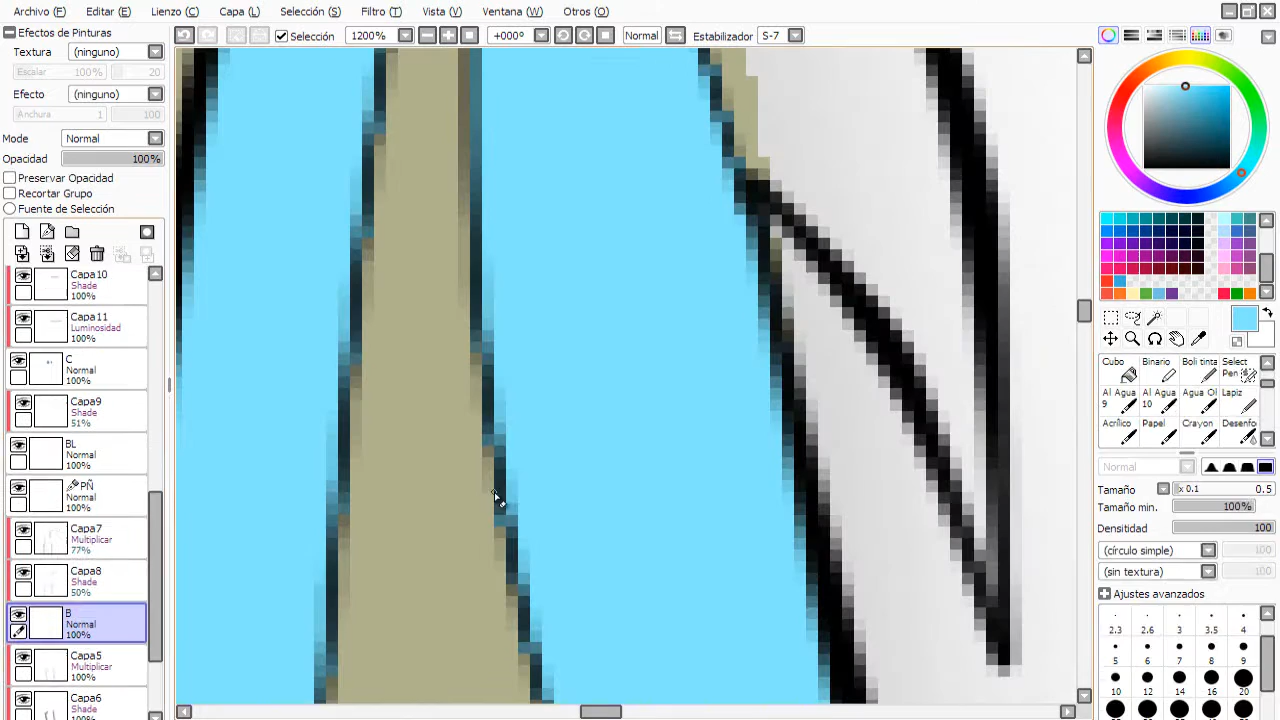 Archivo (F) Editar (E) Lienzo (C) Capa (L) Selección (S) Filtro (T) Vista (V) Ventana (W) Otros (O)
Efectos de Pinturas
Selección 1200% +000° Normal Estabilizador S-7
Textura (ninguno)
Escalar 100% 20
Efecto (ninguno)
Anchura 1 100
Mode Normal
Opacidad 100%
Preservar Opacidad
Recortar Grupo
Fuente de Selección
Capa10
Shade
100%
Capa11
Luminosidad
100%
C
Normal
100%
Capa9
Shade
51%
BL
Normal
100%
PÑ
Normal
100%
Capa7
Multiplicar
77%
Capa8
Shade
50%
B
Normal
100%
Capa5
Multiplicar
100%
Capa6
Shade
Cubo Binario Boli tinta Select Pen
Al Agua 9 Al Agua 10 Agua Ol Lapiz
Acrílico Papel Crayon Desenfo
Normal
Tamaño x 0.1 0.5
Tamaño min. 100%
Densitidad 100
(círculo simple) 100
(sin textura) 100
Ajustes avanzados
2.3 2.6 3 3.5 4
5 6 7 8 9
10 12 14 16 20